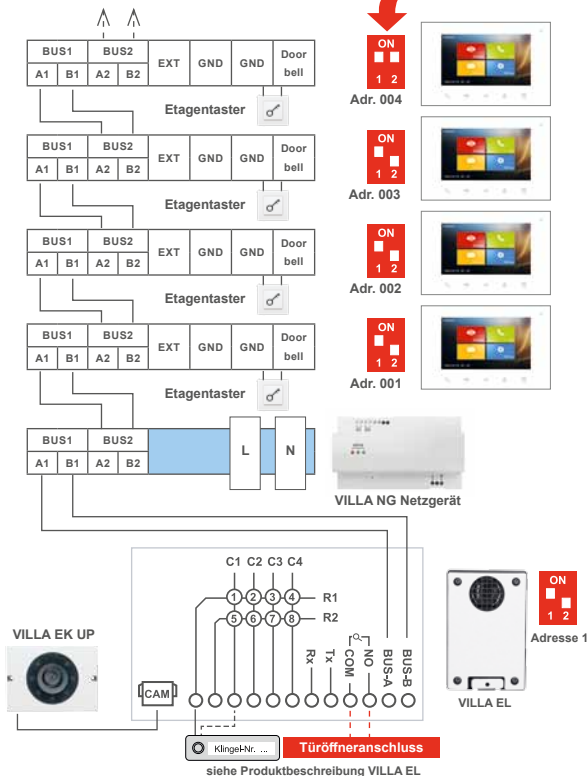 BUS1 BUS2 EXT GND GND Door bell
A1 B1 A2 B2
Etagentaster
ON
1 2
Adr. 004
BUS1 BUS2 EXT GND GND Door bell
A1 B1 A2 B2
Etagentaster
ON
1 2
Adr. 003
BUS1 BUS2 EXT GND GND Door bell
A1 B1 A2 B2
Etagentaster
ON
1 2
Adr. 002
BUS1 BUS2 EXT GND GND Door bell
A1 B1 A2 B2
Etagentaster
ON
1 2
Adr. 001
BUS1 BUS2 L N
A1 B1 A2 B2
VILLA NG Netzgerät
C1 C2 C3 C4
1 2 3 4 R1
5 6 7 8 R2
Rx Tx COM NO BUS-A BUS-B
CAM
VILLA EK UP
ON
1 2
Adresse 1
VILLA EL
Klingel-Nr. ...
Türöffneranschluss
siehe Produktbeschreibung VILLA EL